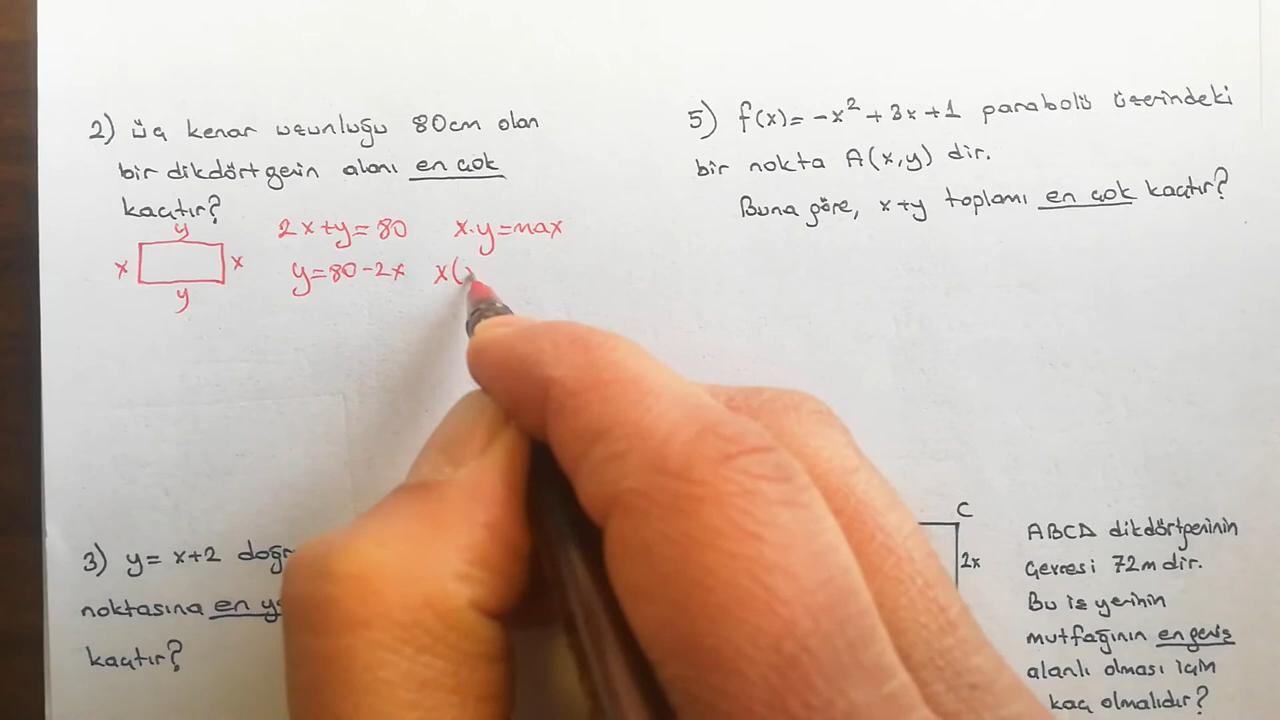 2) üç kenar uzunluğu 80cm olan
bir dikdörtgenin alanı en çok
kaçtır?
y
x
x
y
2x+y=80
x.y=max
y=80-2x
x(
3) y=x+2
noktasına
kaçtır?
5) f(x)=-x²+3x+1 parabolü üzerindeki
bir nokta A(x,y) dir.
Buna göre, x+y toplamı en çok kaçtır?
C
2x
ABCD dikdörtgeninin
çevresi 72m dir.
Bu iş yerinin
mutfağının en geniş
alanlı olması için
kaç olmalıdır?